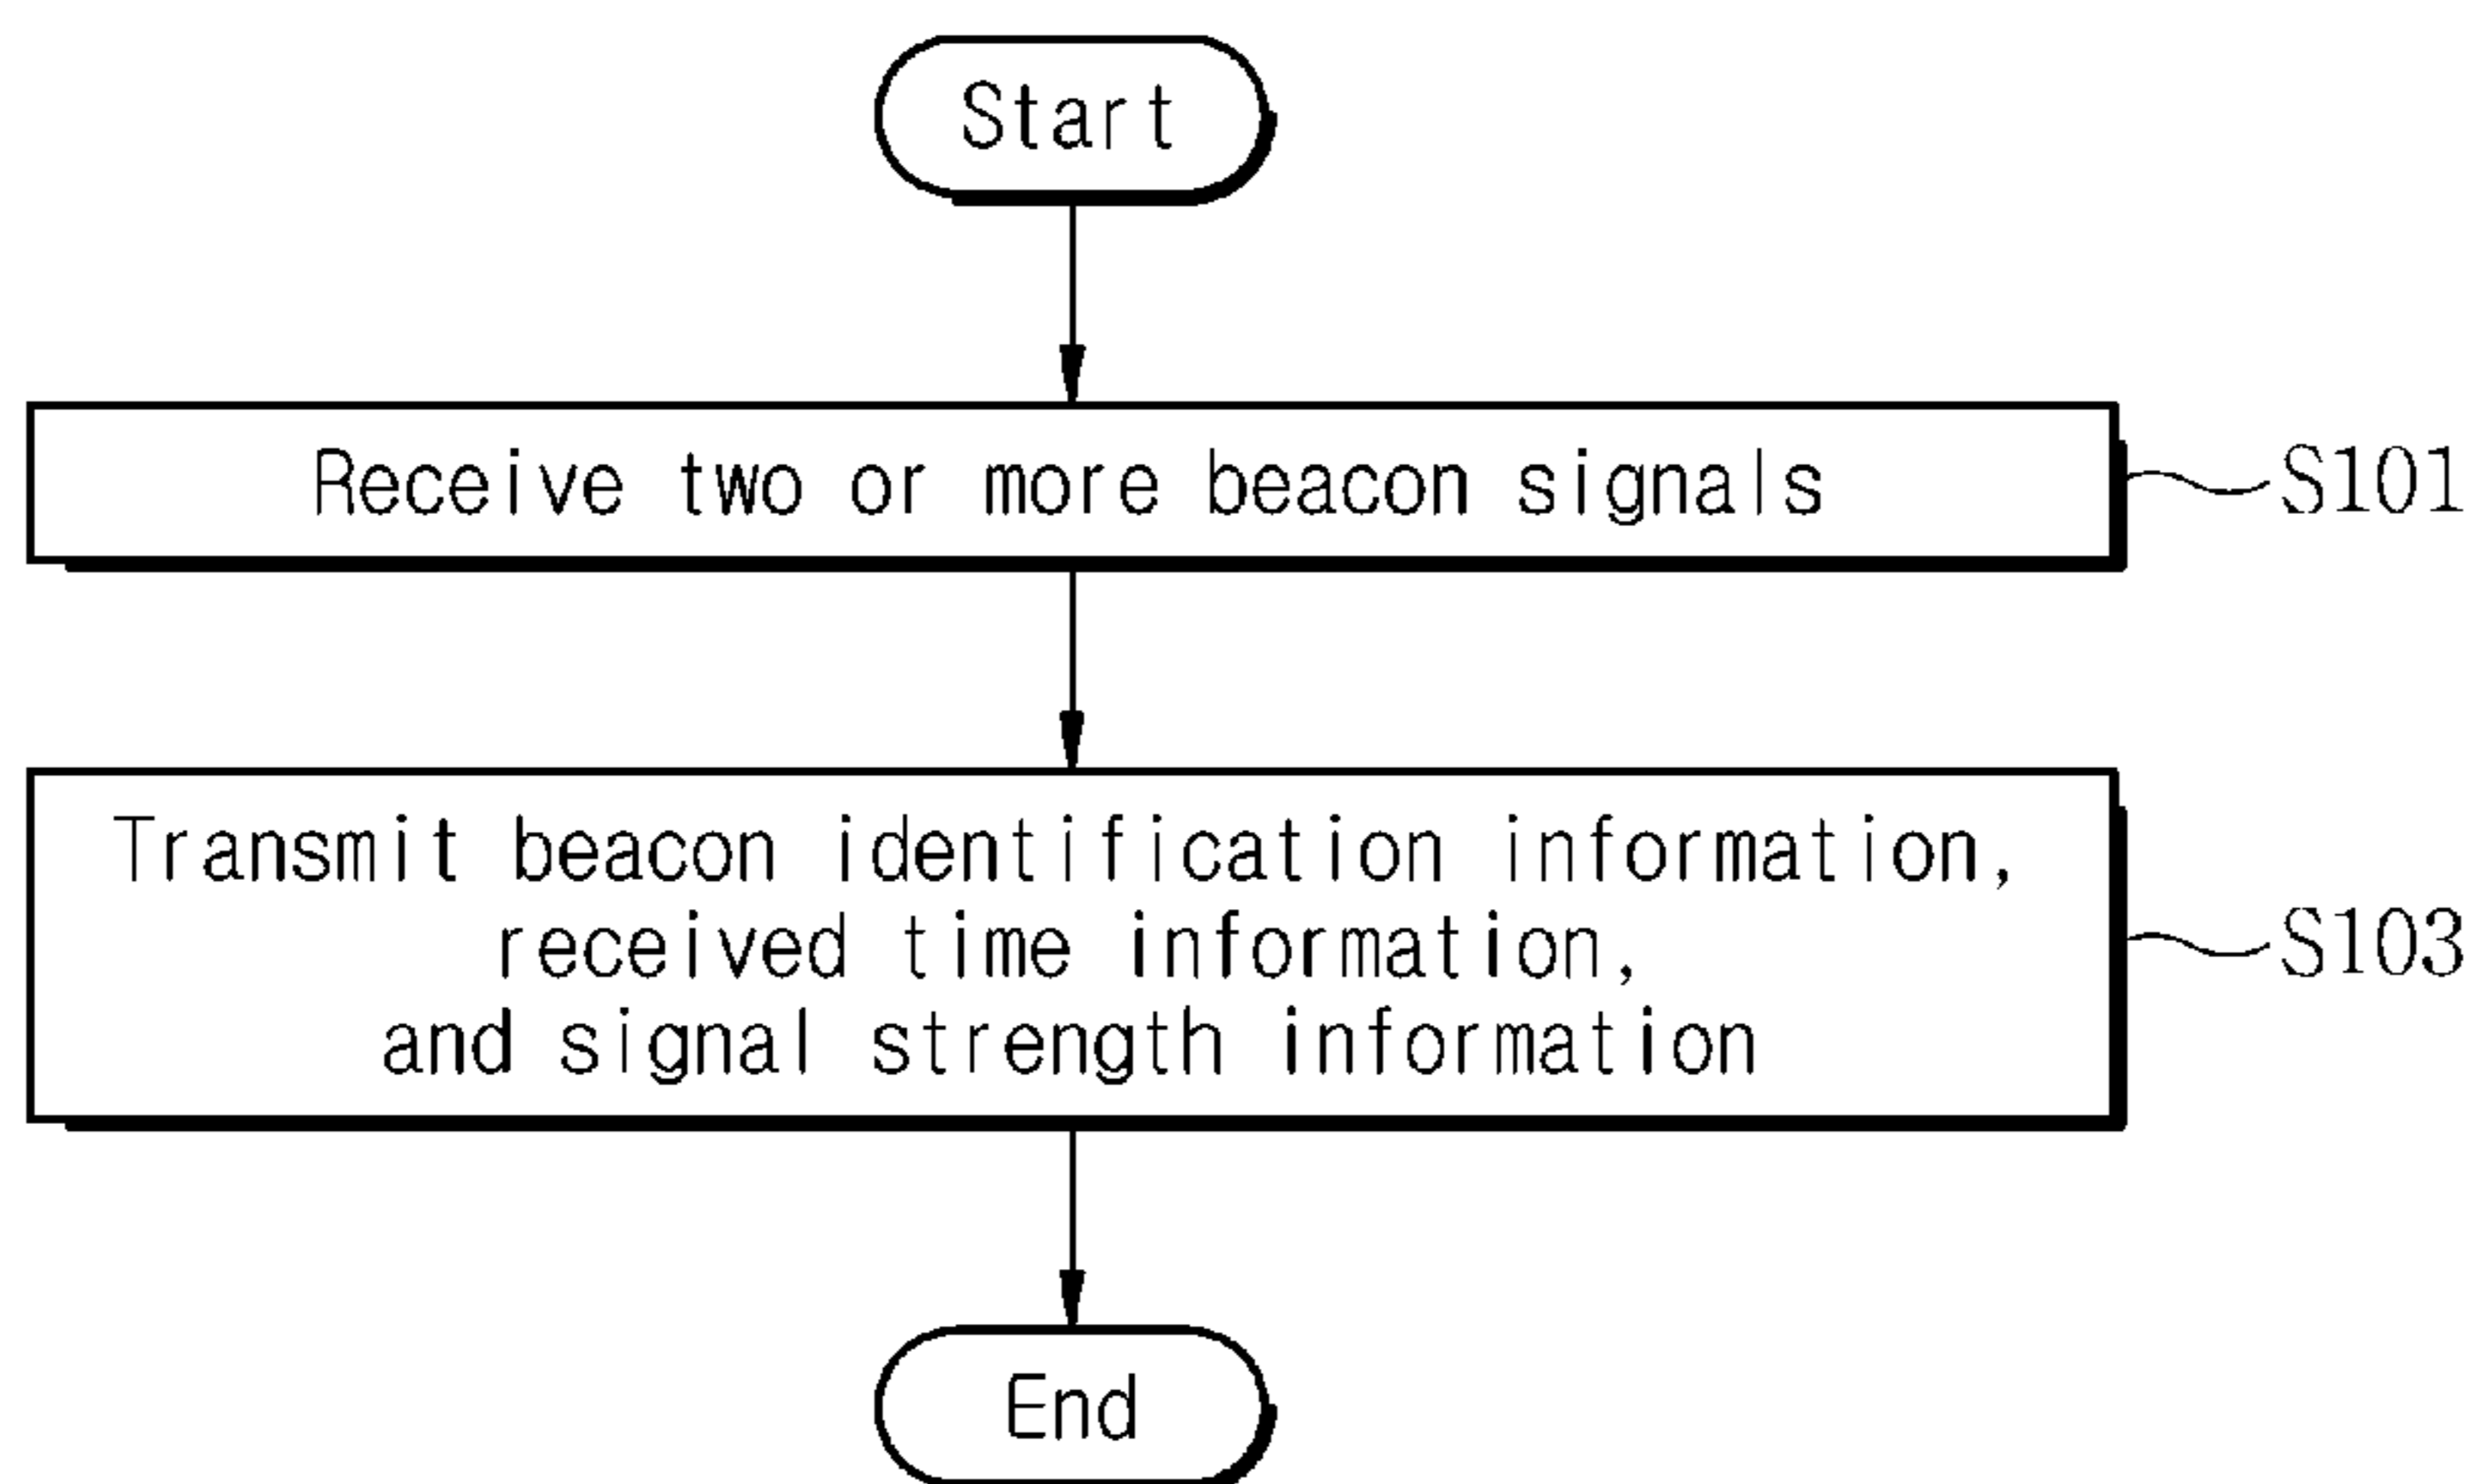 Start
Receive two or more beacon signals
S101
Transmit beacon identification information,
received time information,
and signal strength information
S103
End